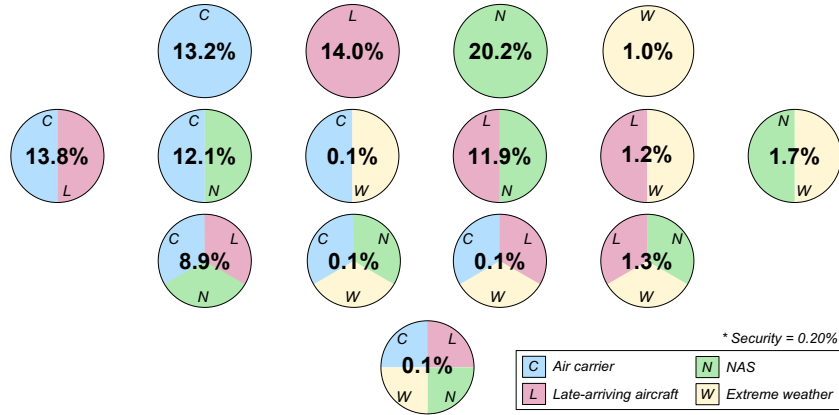 C
13.2%
L
14.0%
N
20.2%
W
1.0%
C
13.8%
L
C
12.1%
N
C
0.1%
W
L
11.9%
N
L
1.2%
W
N
1.7%
W
C L
8.9%
N
C N
0.1%
W
C L
0.1%
W
L N
1.3%
W
C L
0.1%
W N
* Security = 0.20%
C Air carrier
N NAS
L Late-arriving aircraft
W Extreme weather